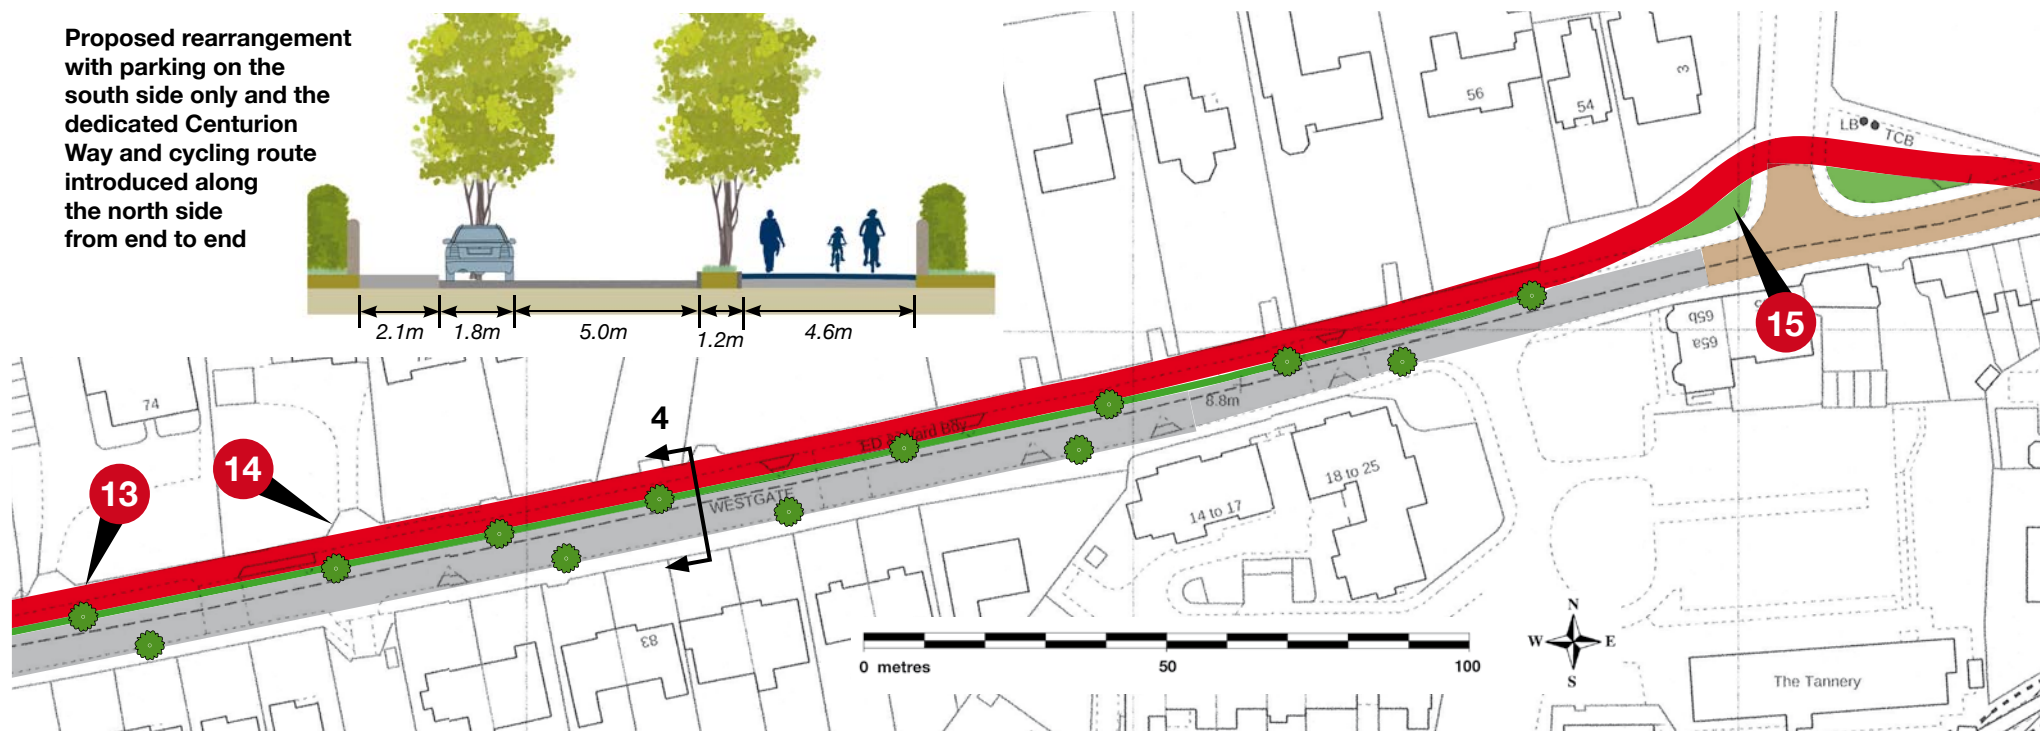 Proposed rearrangement
with parking on the
south side only and the
dedicated Centurion
Way and cycling route
introduced along
the north side
from end to end
2.1m
1.8m
5.0m
1.2m
4.6m
56
54
3
LB
TCB
15
65b
65a
74
4
14
13
ED & Ward Bdy
WESTGATE
8.8m
18 to 25
14 to 17
83
0 metres
50
100
N
W
E
S
The Tannery